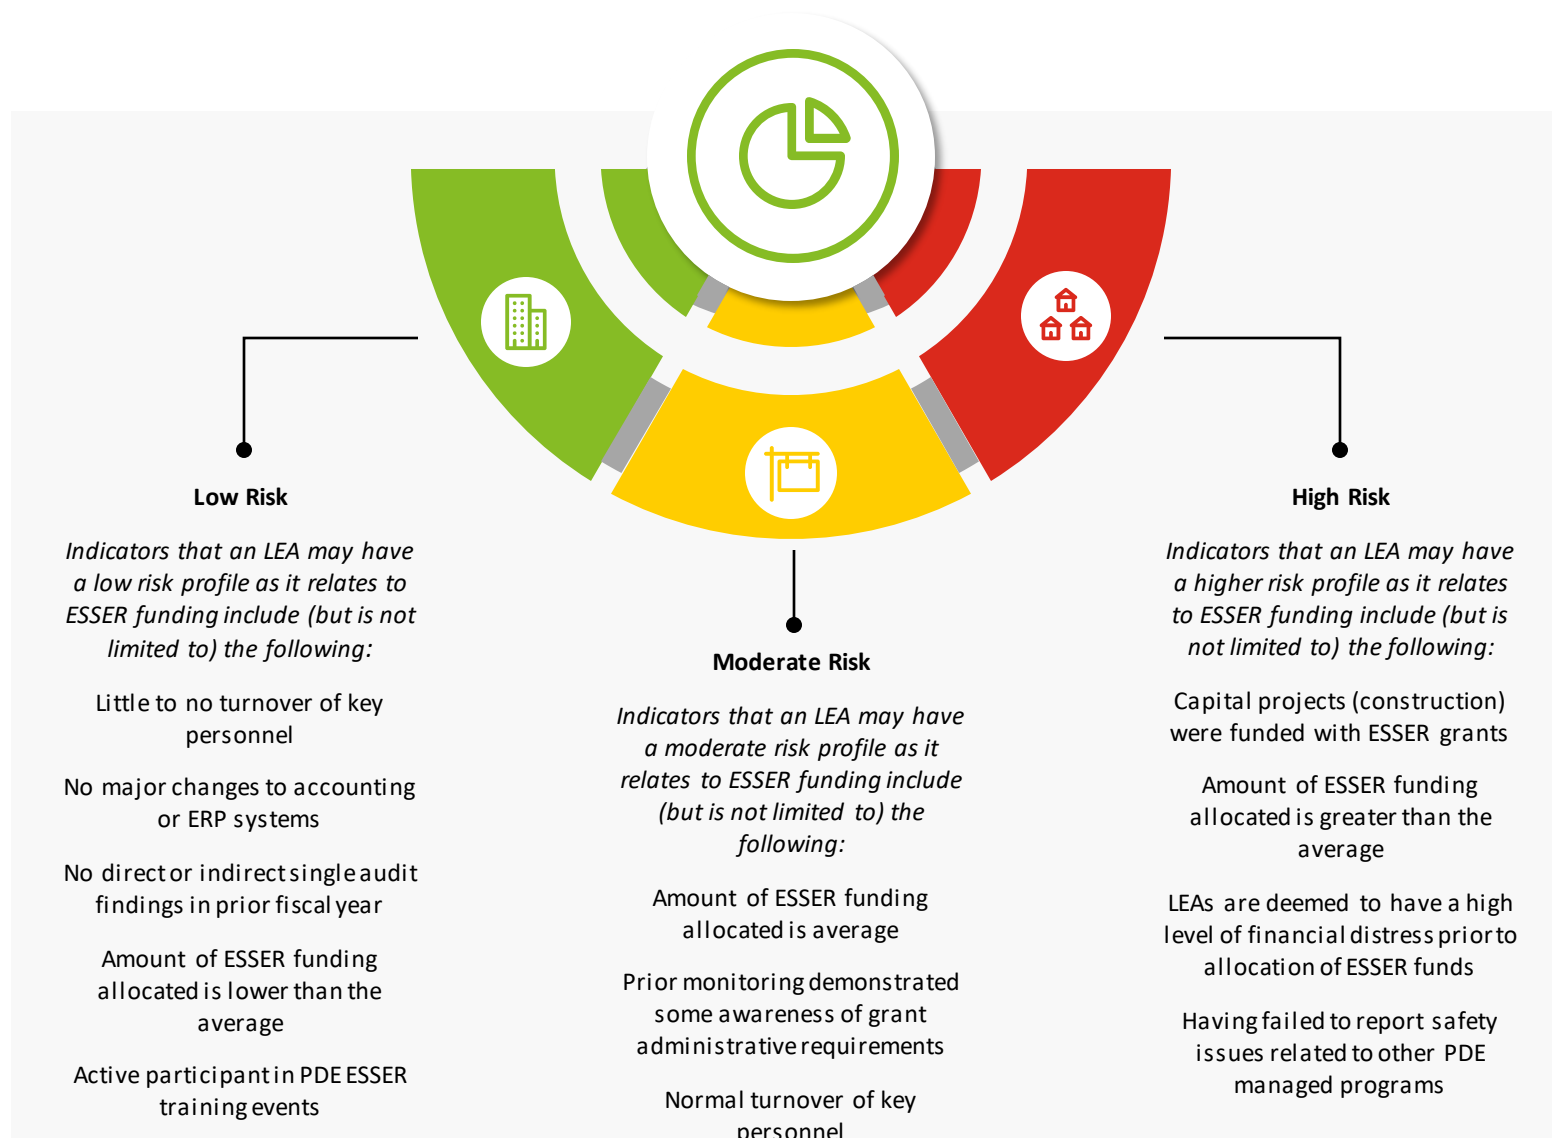 Low Risk
Indicators that an LEA may have
a low risk profile as it relates to
ESSER funding include (but is not
limited to) the following:
Little to no turnover of key
personnel
No major changes to accounting
or ERP systems
No direct or indirect single audit
findings in prior fiscal year
Amount of ESSER funding
allocated is lower than the
average
Active participant in PDE ESSER
training events
Moderate Risk
Indicators that an LEA may have
a moderate risk profile as it
relates to ESSER funding include
(but is not limited to) the
following:
Amount of ESSER funding
allocated is average
Prior monitoring demonstrated
some awareness of grant
administrative requirements
Normal turnover of key
personnel
High Risk
Indicators that an LEA may have
a higher risk profile as it relates
to ESSER funding include (but is
not limited to) the following:
Capital projects (construction)
were funded with ESSER grants
Amount of ESSER funding
allocated is greater than the
average
LEAs are deemed to have a high
level of financial distress prior to
allocation of ESSER funds
Having failed to report safety
issues related to other PDE
managed programs